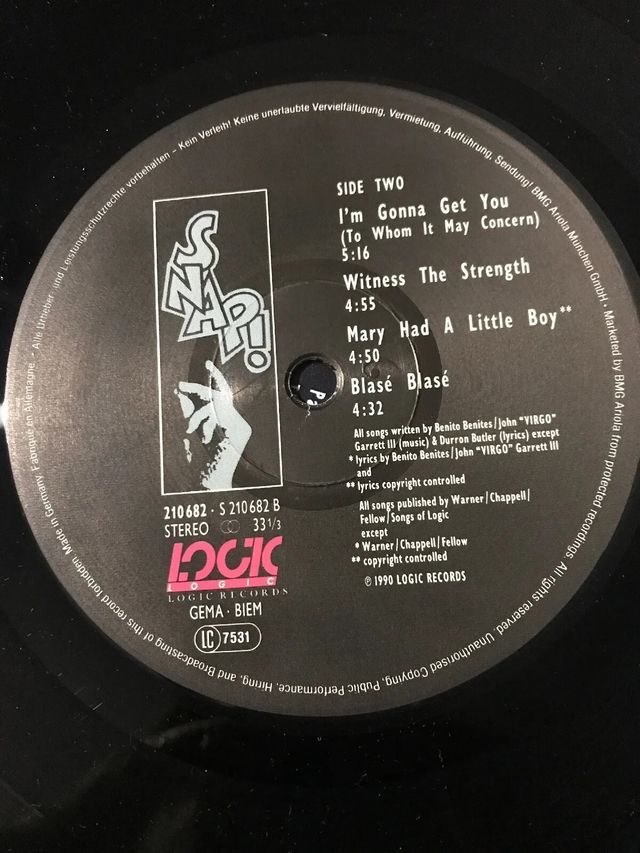 SNAP!
SIDE TWO
I'm Gonna Get You
(To Whom It May Concern)
5:16
Witness The Strength
4:55
Mary Had A Little Boy**
4:50
Blasé Blasé
4:32
All songs written by Benito Benites/John "VIRGO"
Garrett III (music) & Durron Butler (lyrics) except
* lyrics by Benito Benites/John "VIRGO" Garrett III
and
** lyrics copyright controlled
All songs published by Warner/Chappell/
Fellow/Songs of Logic
except
* Warner/Chappell/Fellow
** copyright controlled
℗ 1990 LOGIC RECORDS
210682 · S 210682 B
STEREO 33 1/3
LOGIC
LOGIC
LOGIC RECORDS
GEMA · BIEM
LC 7531
- Alle Urheber- und Leistungsschutzrechte vorbehalten – Kein Verleih! Keine unerlaubte Vervielfältigung, Vermietung, Aufführung, Sendung! BMG Ariola München GmbH · Marketed by BMG Ariola from protected recordings. All rights reserved. Unauthorised Copying, Public Performance, Hiring, and Broadcasting of this record forbidden. Made in Germany. Fabriqué en Allemagne.